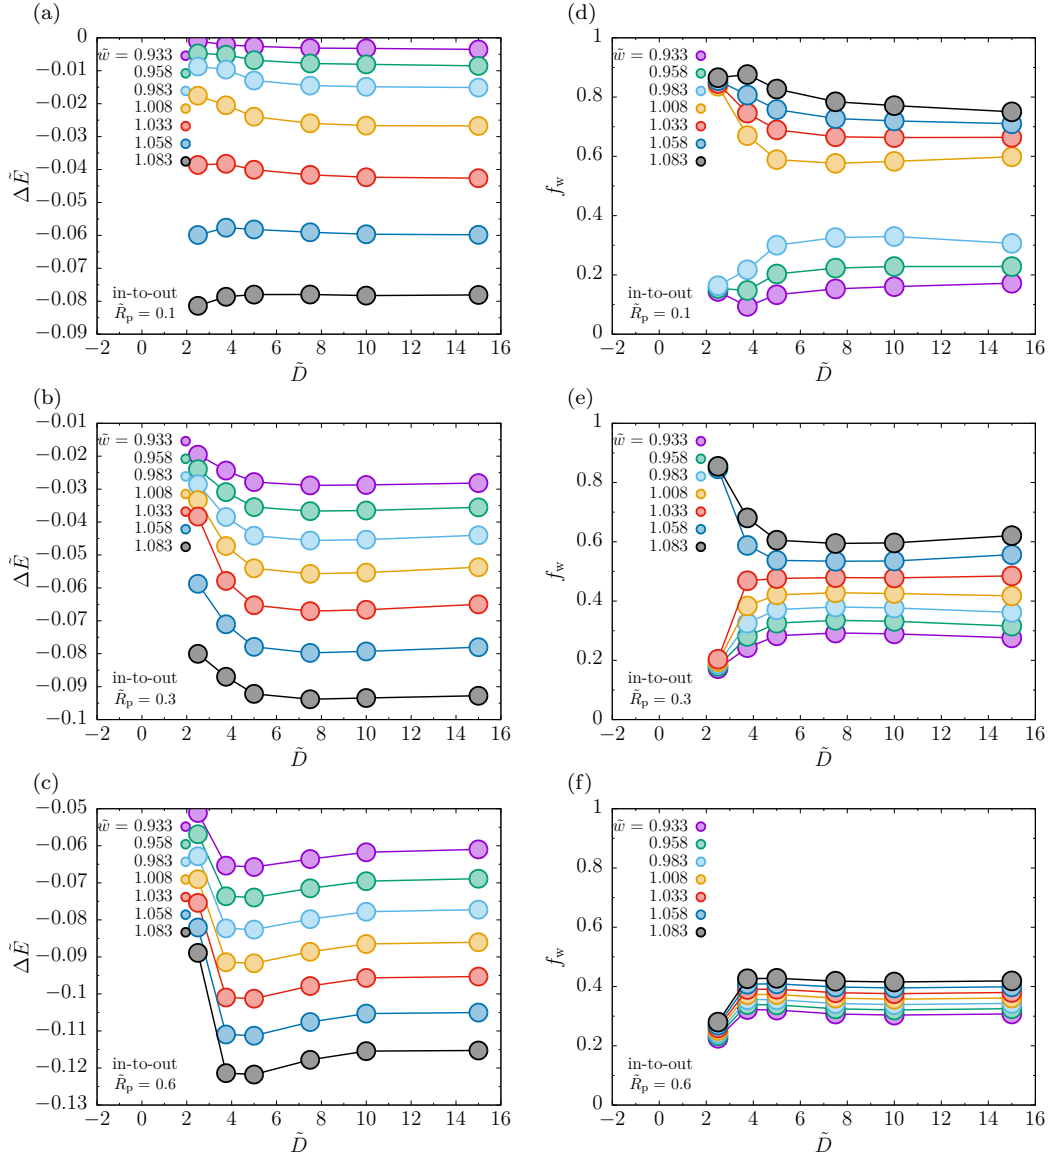 (a)
0
−0.01
−0.02
−0.03
−0.04
−0.05
−0.06
−0.07
−0.08
−0.09
ΔẼ
w̃ = 0.933
0.958
0.983
1.008
1.033
1.058
1.083
in-to-out
R̃p = 0.1
−2 0 2 4 6 8 10 12 14 16
D̃
(d)
1
0.8
0.6
0.4
0.2
0
fw
w̃ = 0.933
0.958
0.983
1.008
1.033
1.058
1.083
in-to-out
R̃p = 0.1
−2 0 2 4 6 8 10 12 14 16
D̃
(b)
−0.01
−0.02
−0.03
−0.04
−0.05
−0.06
−0.07
−0.08
−0.09
−0.1
ΔẼ
w̃ = 0.933
0.958
0.983
1.008
1.033
1.058
1.083
in-to-out
R̃p = 0.3
−2 0 2 4 6 8 10 12 14 16
D̃
(e)
1
0.8
0.6
0.4
0.2
0
fw
w̃ = 0.933
0.958
0.983
1.008
1.033
1.058
1.083
in-to-out
R̃p = 0.3
−2 0 2 4 6 8 10 12 14 16
D̃
(c)
−0.05
−0.06
−0.07
−0.08
−0.09
−0.1
−0.11
−0.12
−0.13
ΔẼ
w̃ = 0.933
0.958
0.983
1.008
1.033
1.058
1.083
in-to-out
R̃p = 0.6
−2 0 2 4 6 8 10 12 14 16
D̃
(f)
1
0.8
0.6
0.4
0.2
0
fw
w̃ = 0.933
0.958
0.983
1.008
1.033
1.058
1.083
in-to-out
R̃p = 0.6
−2 0 2 4 6 8 10 12 14 16
D̃